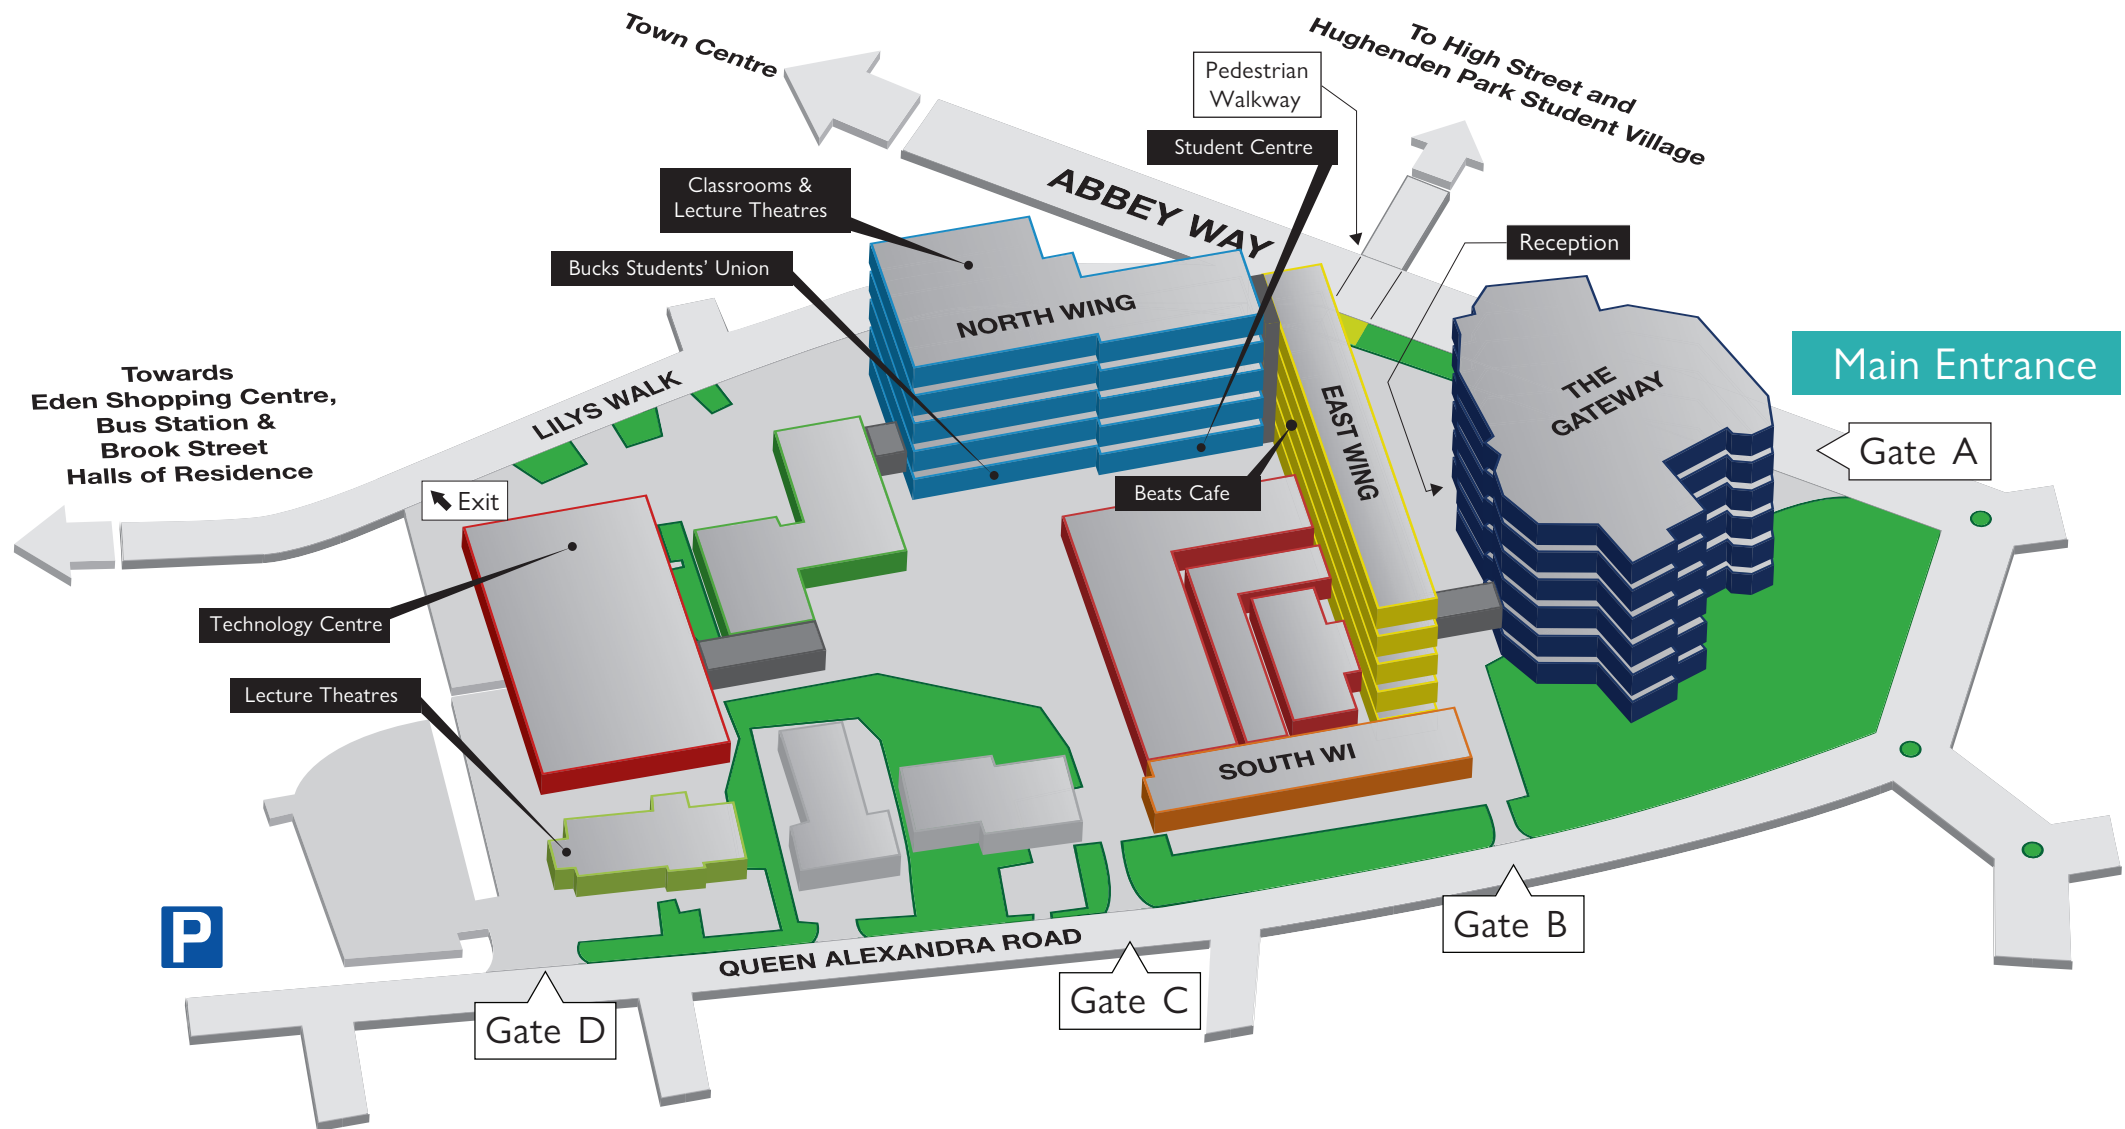 Town Centre
To High Street and
Hughenden Park Student Village
Pedestrian
Walkway
Student Centre
ABBEY WAY
Classrooms &
Lecture Theatres
Bucks Students' Union
Reception
NORTH WING
Main Entrance
THE
GATEWAY
EAST WING
Gate A
Towards
Eden Shopping Centre,
Bus Station &
Brook Street
Halls of Residence
LILYS WALK
Exit
Beats Cafe
Technology Centre
Lecture Theatres
SOUTH WI
P
QUEEN ALEXANDRA ROAD
Gate B
Gate C
Gate D